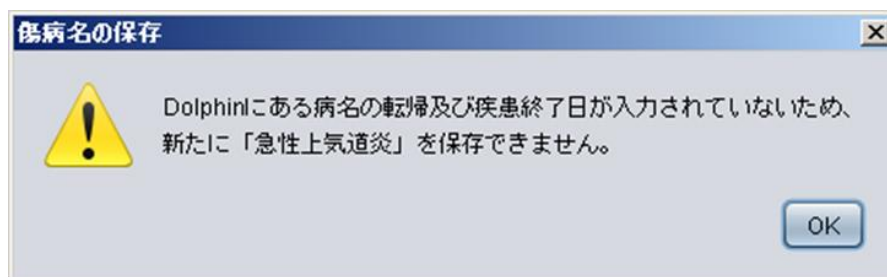 傷病名の保存
Dolphinにある病名の転帰及び疾患終了日が入力されていないため、
新たに「急性上気道炎」を保存できません。
OK